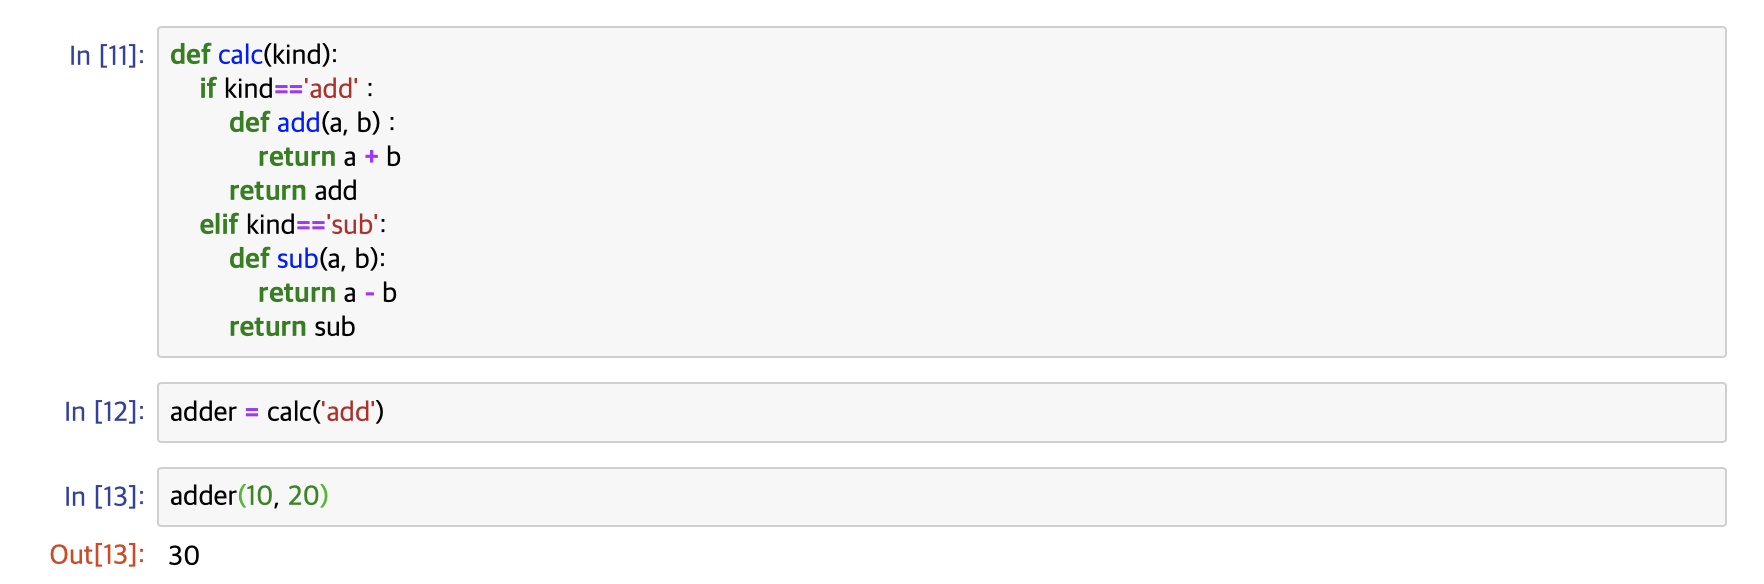 In [11]: def calc(kind):
if kind=='add' :
def add(a, b) :
return a + b
return add
elif kind=='sub':
def sub(a, b):
return a - b
return sub
In [12]: adder = calc('add')
In [13]: adder(10, 20)
Out[13]: 30